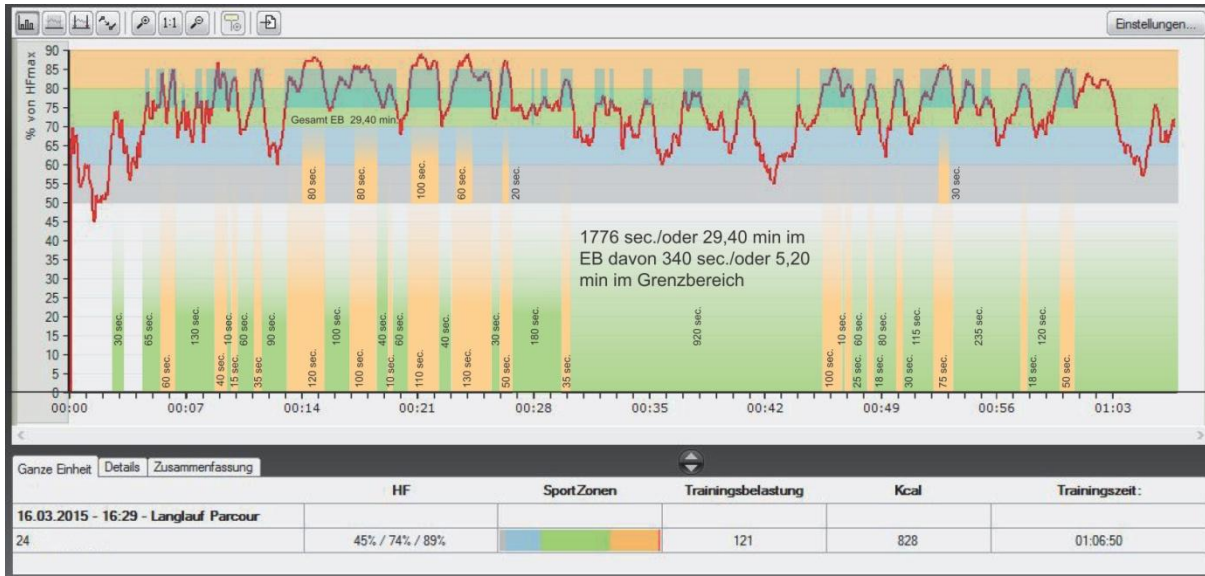 1:1
Einstellungen...
% von HFmax
90
85
80
75
70
65
60
55
50
45
40
35
30
25
20
15
10
5
0
Gesamt EB 29,40 min.
80 sec.
80 sec.
100 sec.
60 sec.
20 sec.
30 sec.
1776 sec./oder 29,40 min im
EB davon 340 sec./oder 5,20
min im Grenzbereich
30 sec.
65 sec.
60 sec.
130 sec.
40 sec.
10 sec.
15 sec.
60 sec.
35 sec.
90 sec.
120 sec.
100 sec.
100 sec.
40 sec.
10 sec.
60 sec.
110 sec.
40 sec.
130 sec.
30 sec.
50 sec.
180 sec.
35 sec.
920 sec.
100 sec.
10 sec.
60 sec.
25 sec.
18 sec.
80 sec.
30 sec.
115 sec.
75 sec.
235 sec.
18 sec.
120 sec.
50 sec.
00:00 00:07 00:14 00:21 00:28 00:35 00:42 00:49 00:56 01:03
Ganze Einheit Details Zusammenfassung
HF SportZonen Trainingsbelastung Kcal Trainingszeit:
16.03.2015 - 16:29 - Langlauf Parcour
24 45% / 74% / 89% 121 828 01:06:50